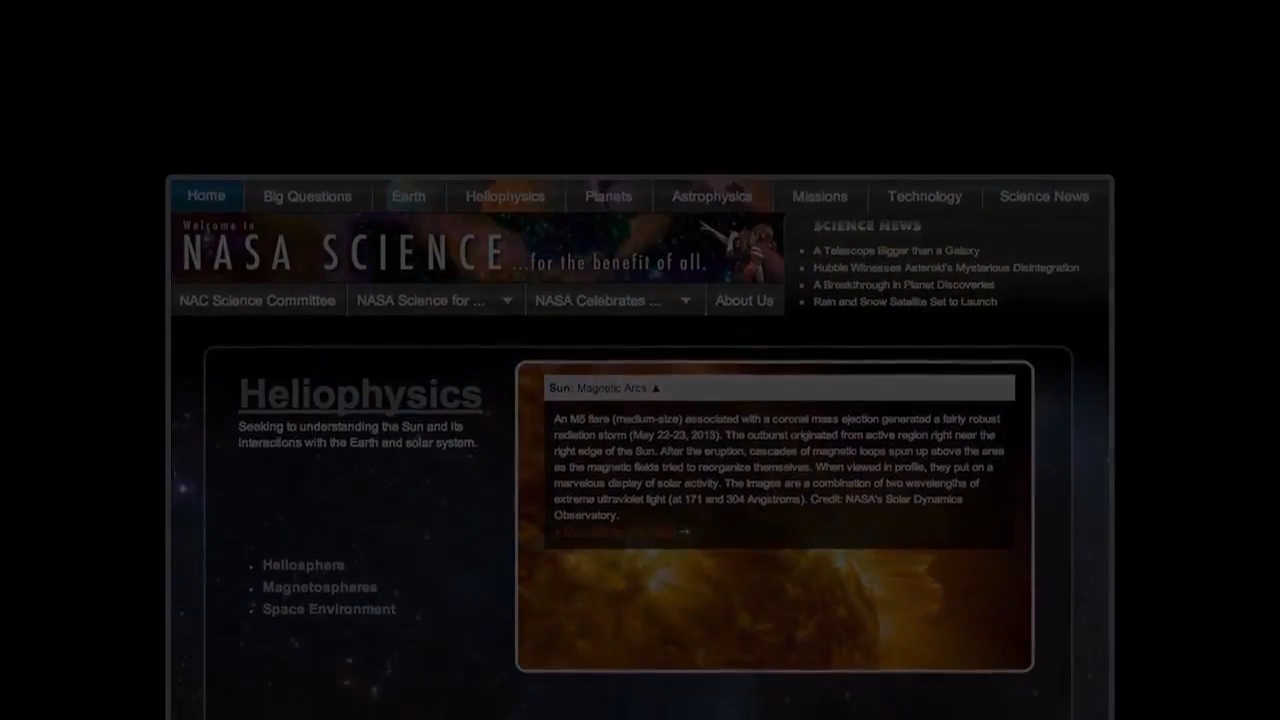 Home Big Questions Earth Heliophysics Planets Astrophysics Missions Technology Science News
Welcome to
NASA SCIENCE ...for the benefit of all.
SCIENCE NEWS
A Telescope Bigger than a Galaxy
Hubble Witnesses Asteroid's Mysterious Disintegration
A Breakthrough in Planet Discoveries
Rain and Snow Satellite Set to Launch
NAC Science Committee NASA Science for ... NASA Celebrates ... About Us
Heliophysics
Seeking to understanding the Sun and its
interactions with the Earth and solar system.
Heliosphere
Magnetospheres
Space Environment
Sun: Magnetic Arcs ▲
An M5 flare (medium-size) associated with a coronal mass ejection generated a fairly robust
radiation storm (May 22-23, 2013). The outburst originated from active region right near the
right edge of the Sun. After the eruption, cascades of magnetic loops spun up above the area
as the magnetic fields tried to reorganize themselves. When viewed in profile, they put on a
marvelous display of solar activity. The images are a combination of two wavelengths of
extreme ultraviolet light (at 171 and 304 Angstroms). Credit: NASA's Solar Dynamics
Observatory.